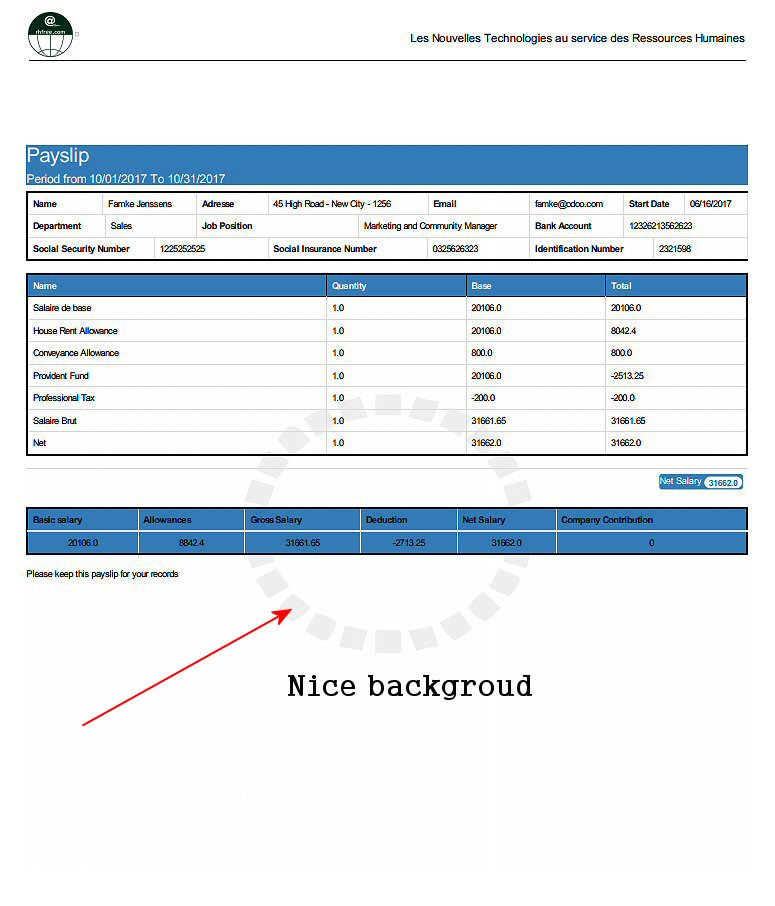 @
rhfree.com
Les Nouvelles Technologies au service des Ressources Humaines
Payslip
Period from 10/01/2017 To 10/31/2017
Name Famke Jenssens Adresse 45 High Road - New City - 1256 Email famke@odoo.com Start Date 06/16/2017
Department Sales Job Position Marketing and Community Manager Bank Account 12326213562623
Social Security Number 1225252525 Social Insurance Number 0325626323 Identification Number 2321598
Name Quantity Base Total
Salaire de base 1.0 20106.0 20106.0
House Rent Allowance 1.0 20106.0 8042.4
Conveyance Allowance 1.0 800.0 800.0
Provident Fund 1.0 20106.0 -2513.25
Professional Tax 1.0 -200.0 -200.0
Salaire Brut 1.0 31661.65 31661.65
Net 1.0 31662.0 31662.0
Net Salary 31662.0
Basic salary Allowances Gross Salary Deduction Net Salary Company Contribution
20106.0 8842.4 31661.65 -2713.25 31662.0 0
Please keep this payslip for your records
Nice backgroud